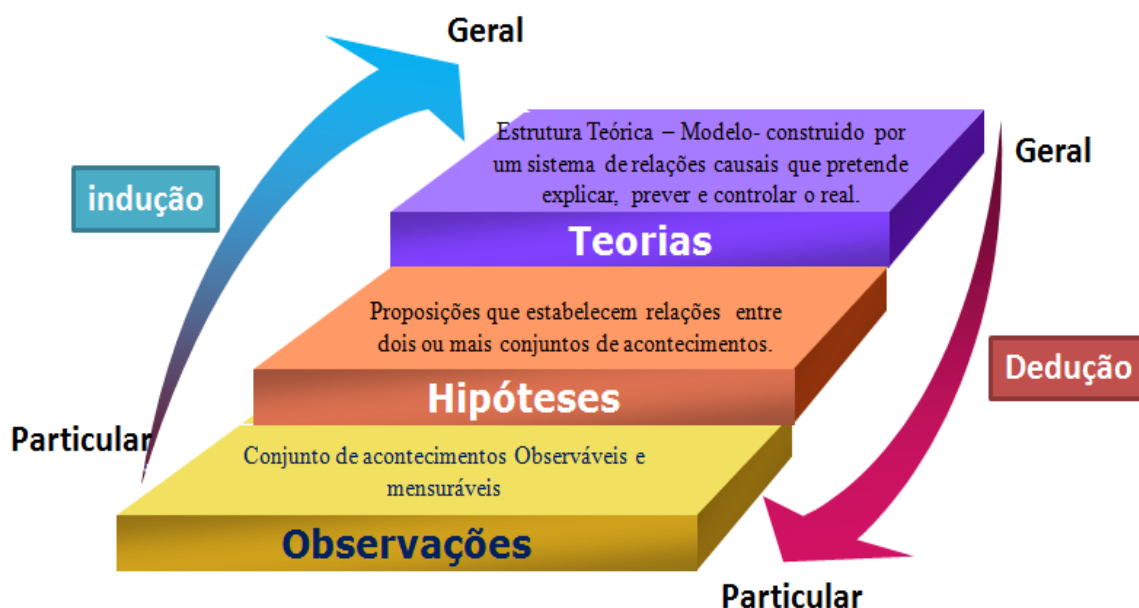 Geral
Estrutura Teórica – Modelo- construido por
um sistema de relações causais que pretende
explicar, prever e controlar o real.
Geral
indução
Teorias
Proposições que estabelecem relações entre
dois ou mais conjuntos de acontecimentos.
Dedução
Hipóteses
Particular
Conjunto de acontecimentos Observáveis e
mensuráveis
Observações
Particular